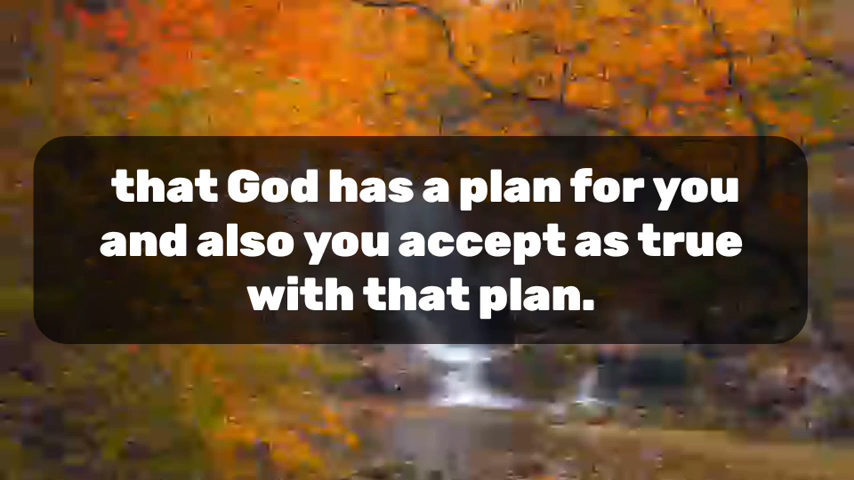 that God has a plan for you
and also you accept as true
with that plan.